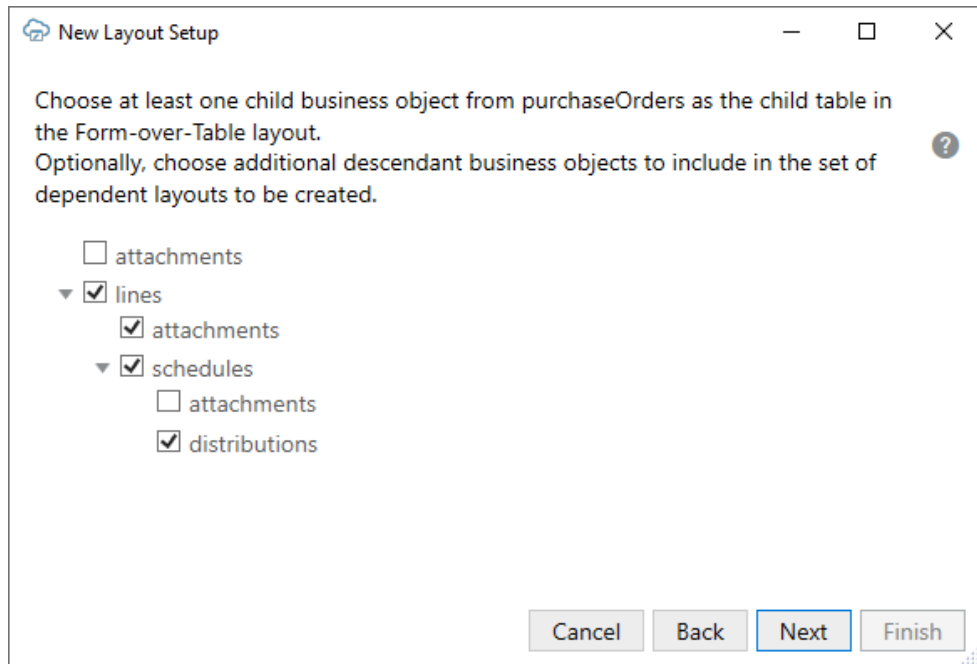 New Layout Setup
Choose at least one child business object from purchaseOrders as the child table in
the Form-over-Table layout.
Optionally, choose additional descendant business objects to include in the set of
dependent layouts to be created.
?
attachments
lines
attachments
schedules
attachments
distributions
Cancel Back Next Finish